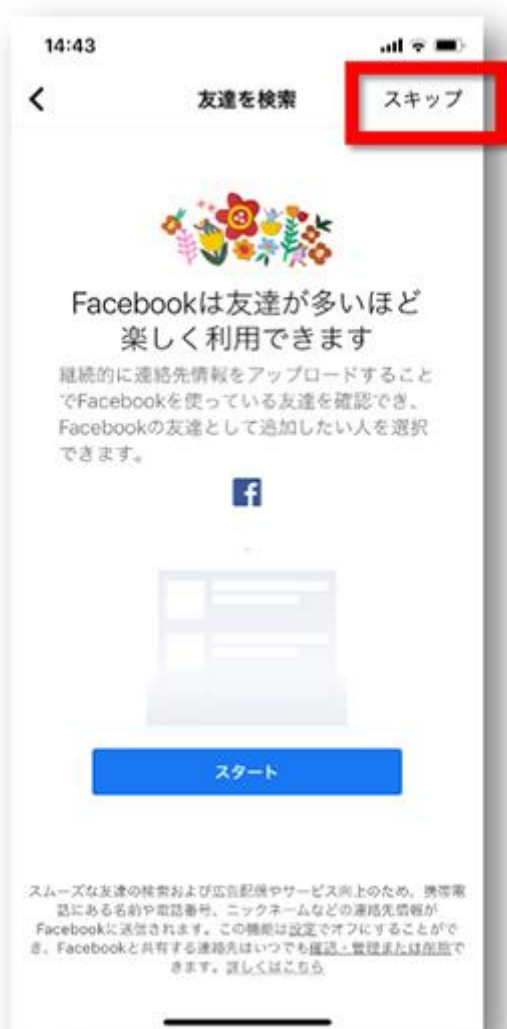 14:43
友達を検索
スキップ
Facebookは友達が多いほど
楽しく利用できます
継続的に連絡先情報をアップロードすること
でFacebookを使っている友達を確認でき、
Facebookの友達として追加したい人を選択
できます。
スタート
スムーズな友達の検索および広告配信やサービス向上のため、携帯電
話にある名前や電話番号、ニックネームなどの連絡先情報が
Facebookに送信されます。この機能は設定でオフにすることがで
き、Facebookと共有する連絡先はいつでも確認・管理または削除で
きます。詳しくはこちら